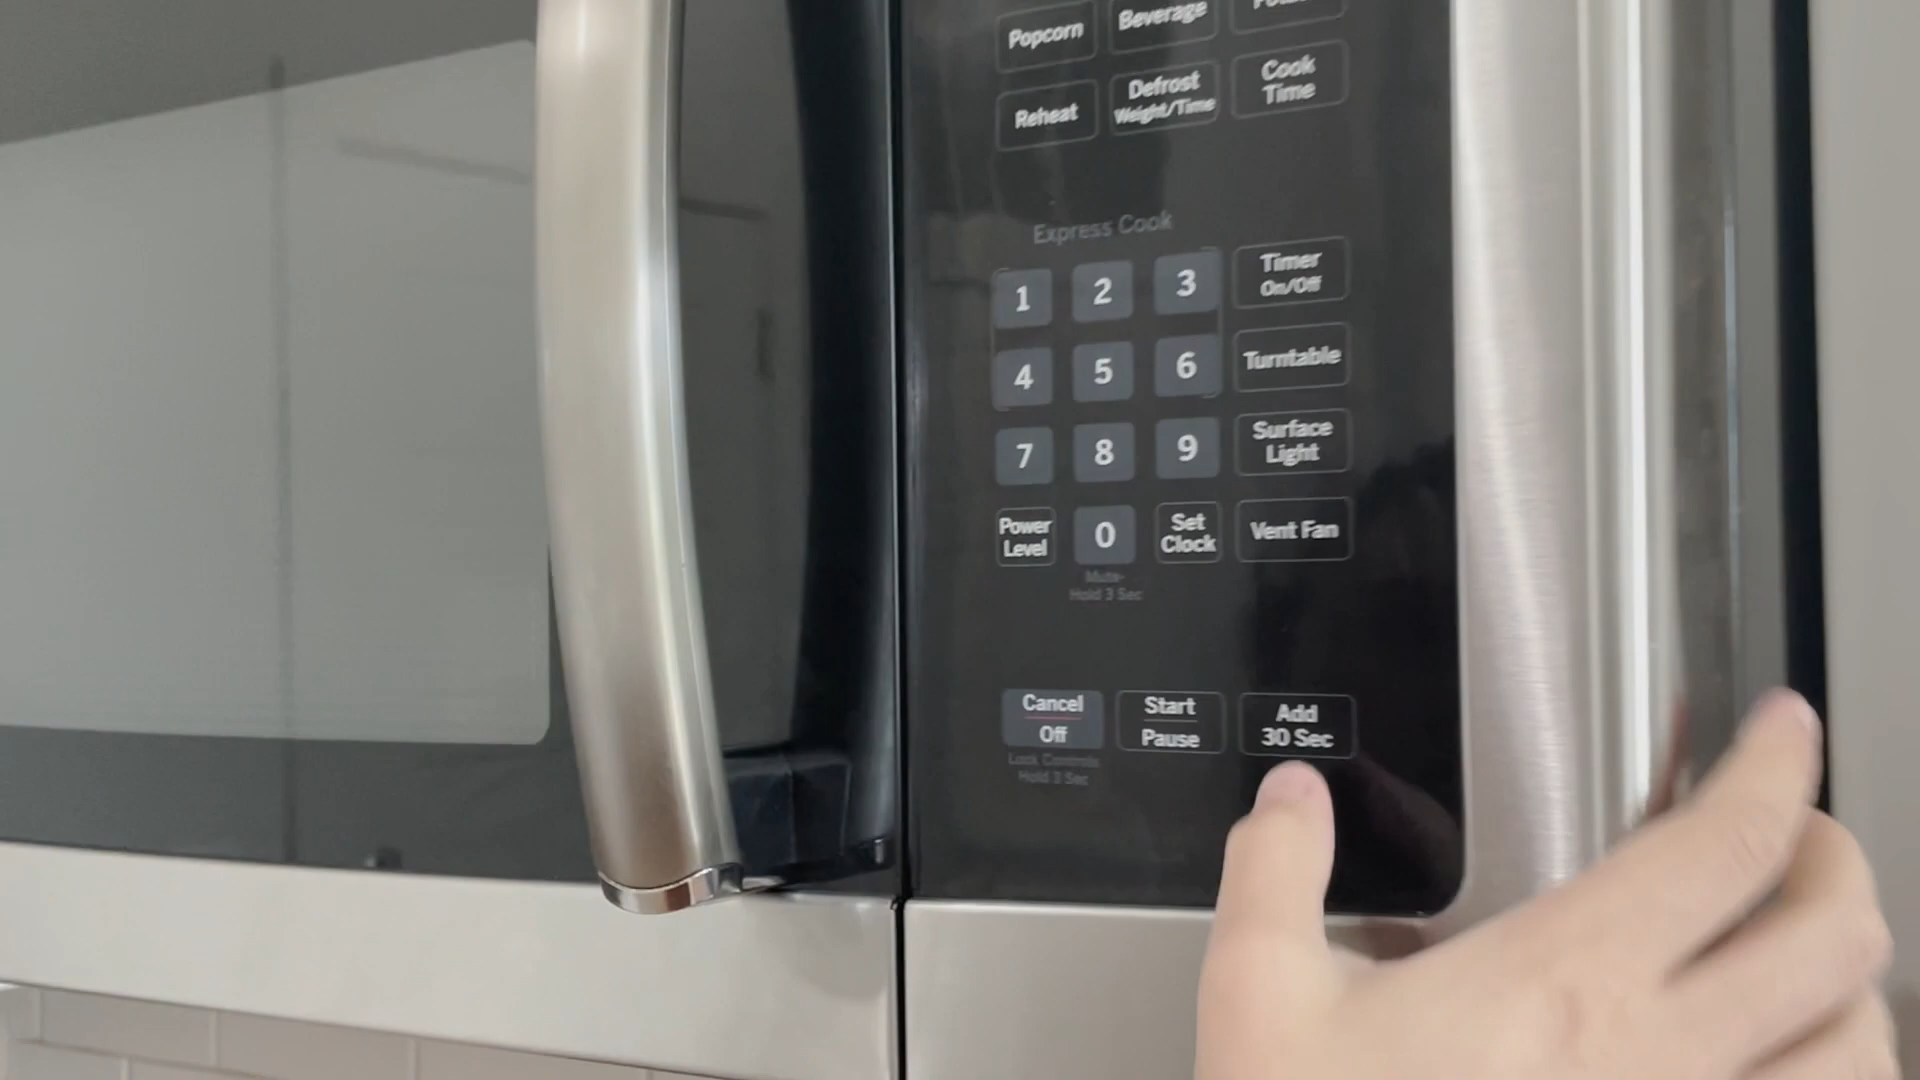 Popcorn
Beverage
Reheat
Defrost
Weight/Time
Cook
Time
Express Cook
1
2
3
Timer
On/Off
4
5
6
Turntable
7
8
9
Surface
Light
Power
Level
0
Set
Clock
Vent Fan
Mute-
Hold 3 Sec
Cancel
Off
Start
Pause
Add
30 Sec
Lock Controls
Hold 3 Sec